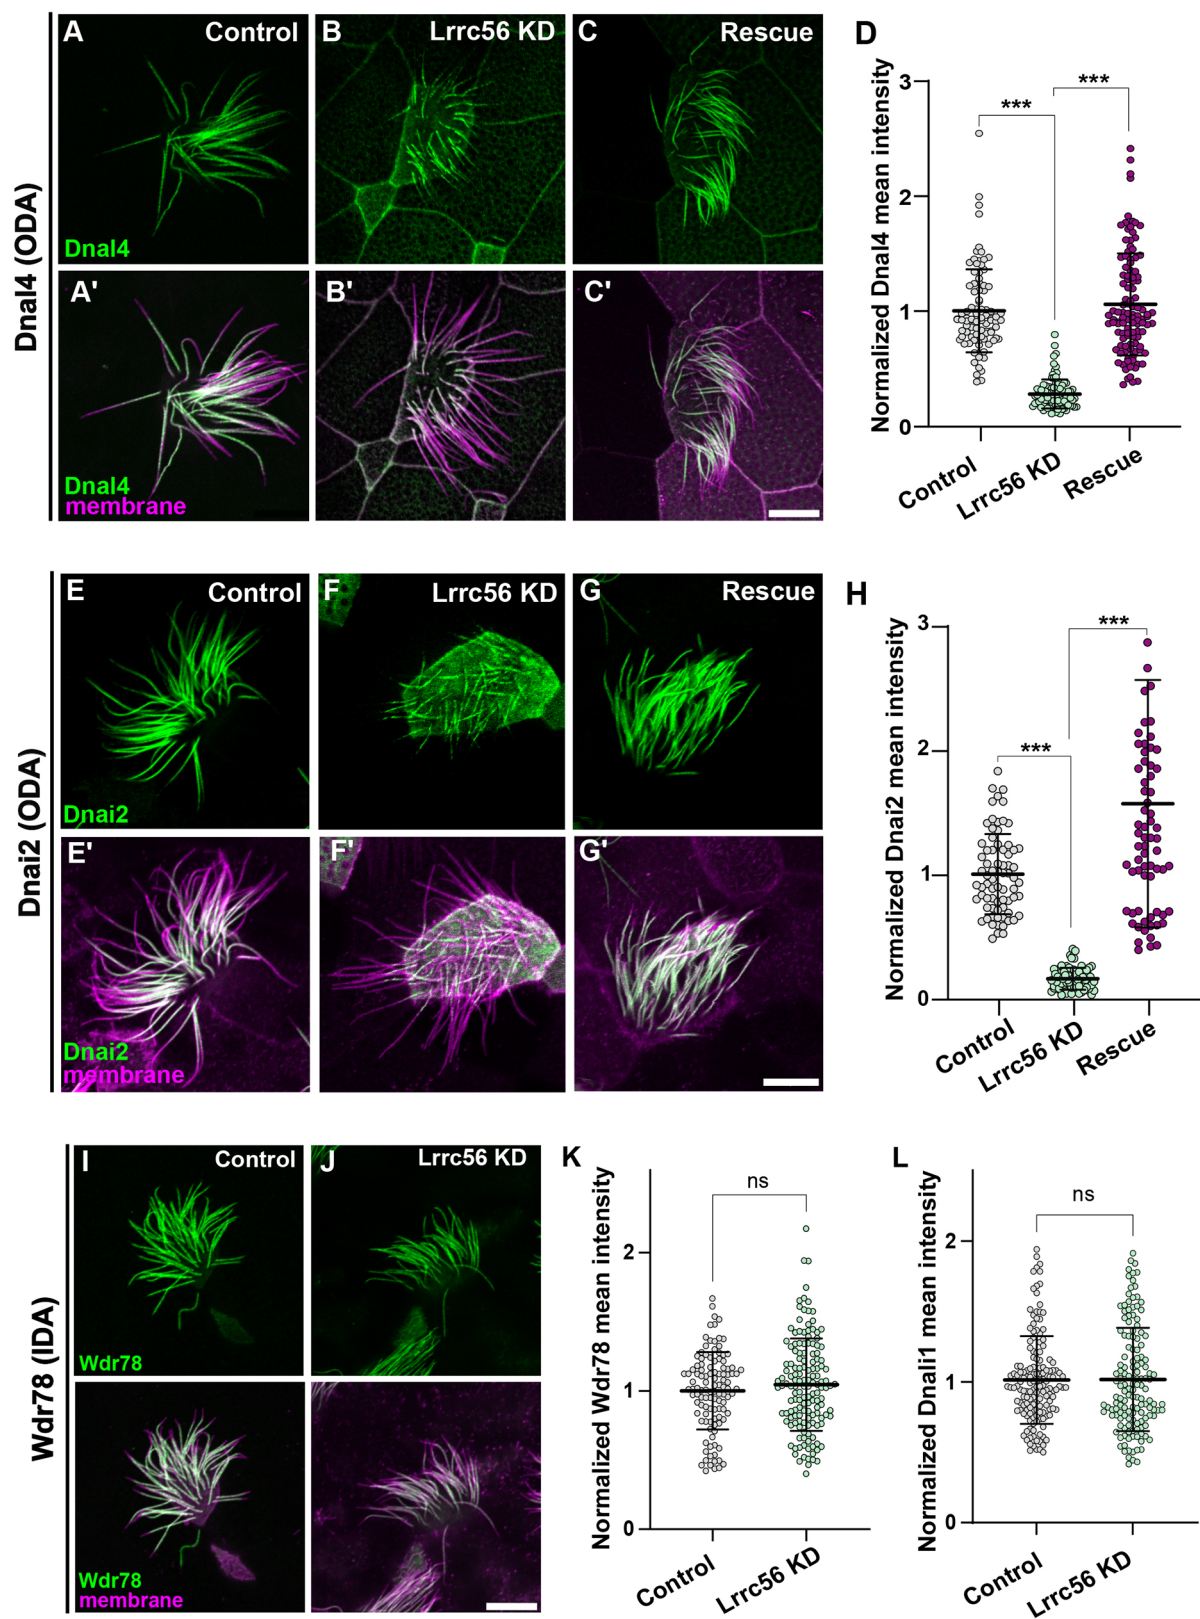 A Control
B Lrrc56 KD
C Rescue
Dnal4 (ODA)
Dnal4
A'
B'
C'
Dnal4
membrane
D
Normalized Dnal4 mean intensity
3
2
1
0
***
***
Control
Lrrc56 KD
Rescue
E Control
F Lrrc56 KD
G Rescue
Dnai2 (ODA)
Dnai2
E'
F'
G'
Dnai2
membrane
H
Normalized Dnai2 mean intensity
3
2
1
0
***
***
Control
Lrrc56 KD
Rescue
I Control
J Lrrc56 KD
Wdr78 (IDA)
Wdr78
Wdr78
membrane
K
Normalized Wdr78 mean intensity
2
1
0
ns
Control
Lrrc56 KD
L
Normalized Dnali1 mean intensity
2
1
0
ns
Control
Lrrc56 KD